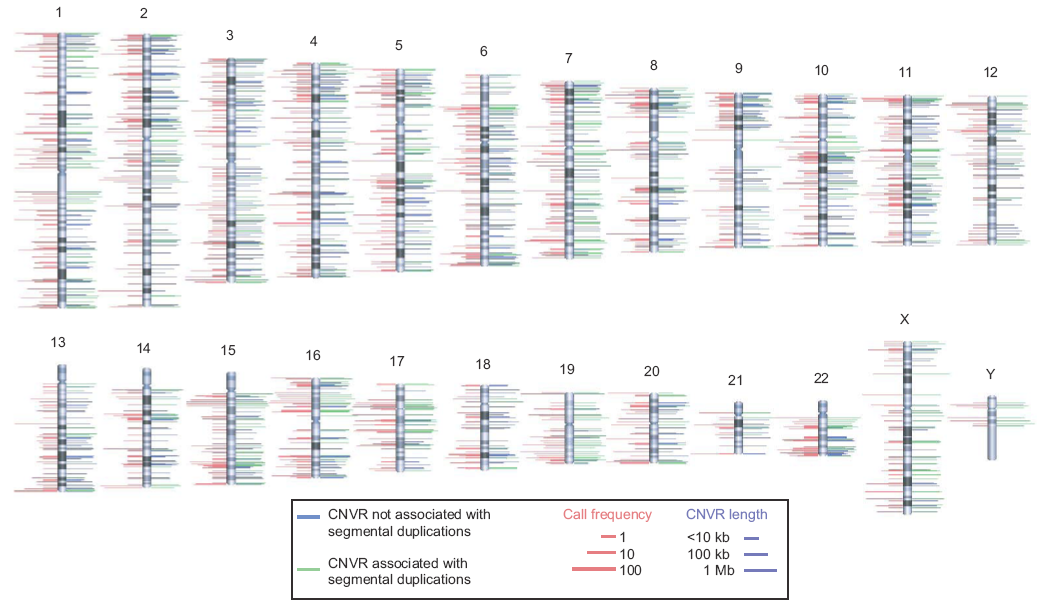 1
2
3
4
5
6
7
8
9
10
11
12
13
14
15
16
17
18
19
20
21
22
X
Y
CNVR not associated with
segmental duplications
CNVR associated with
segmental duplications
Call frequency
1
10
100
CNVR length
<10 kb
100 kb
1 Mb